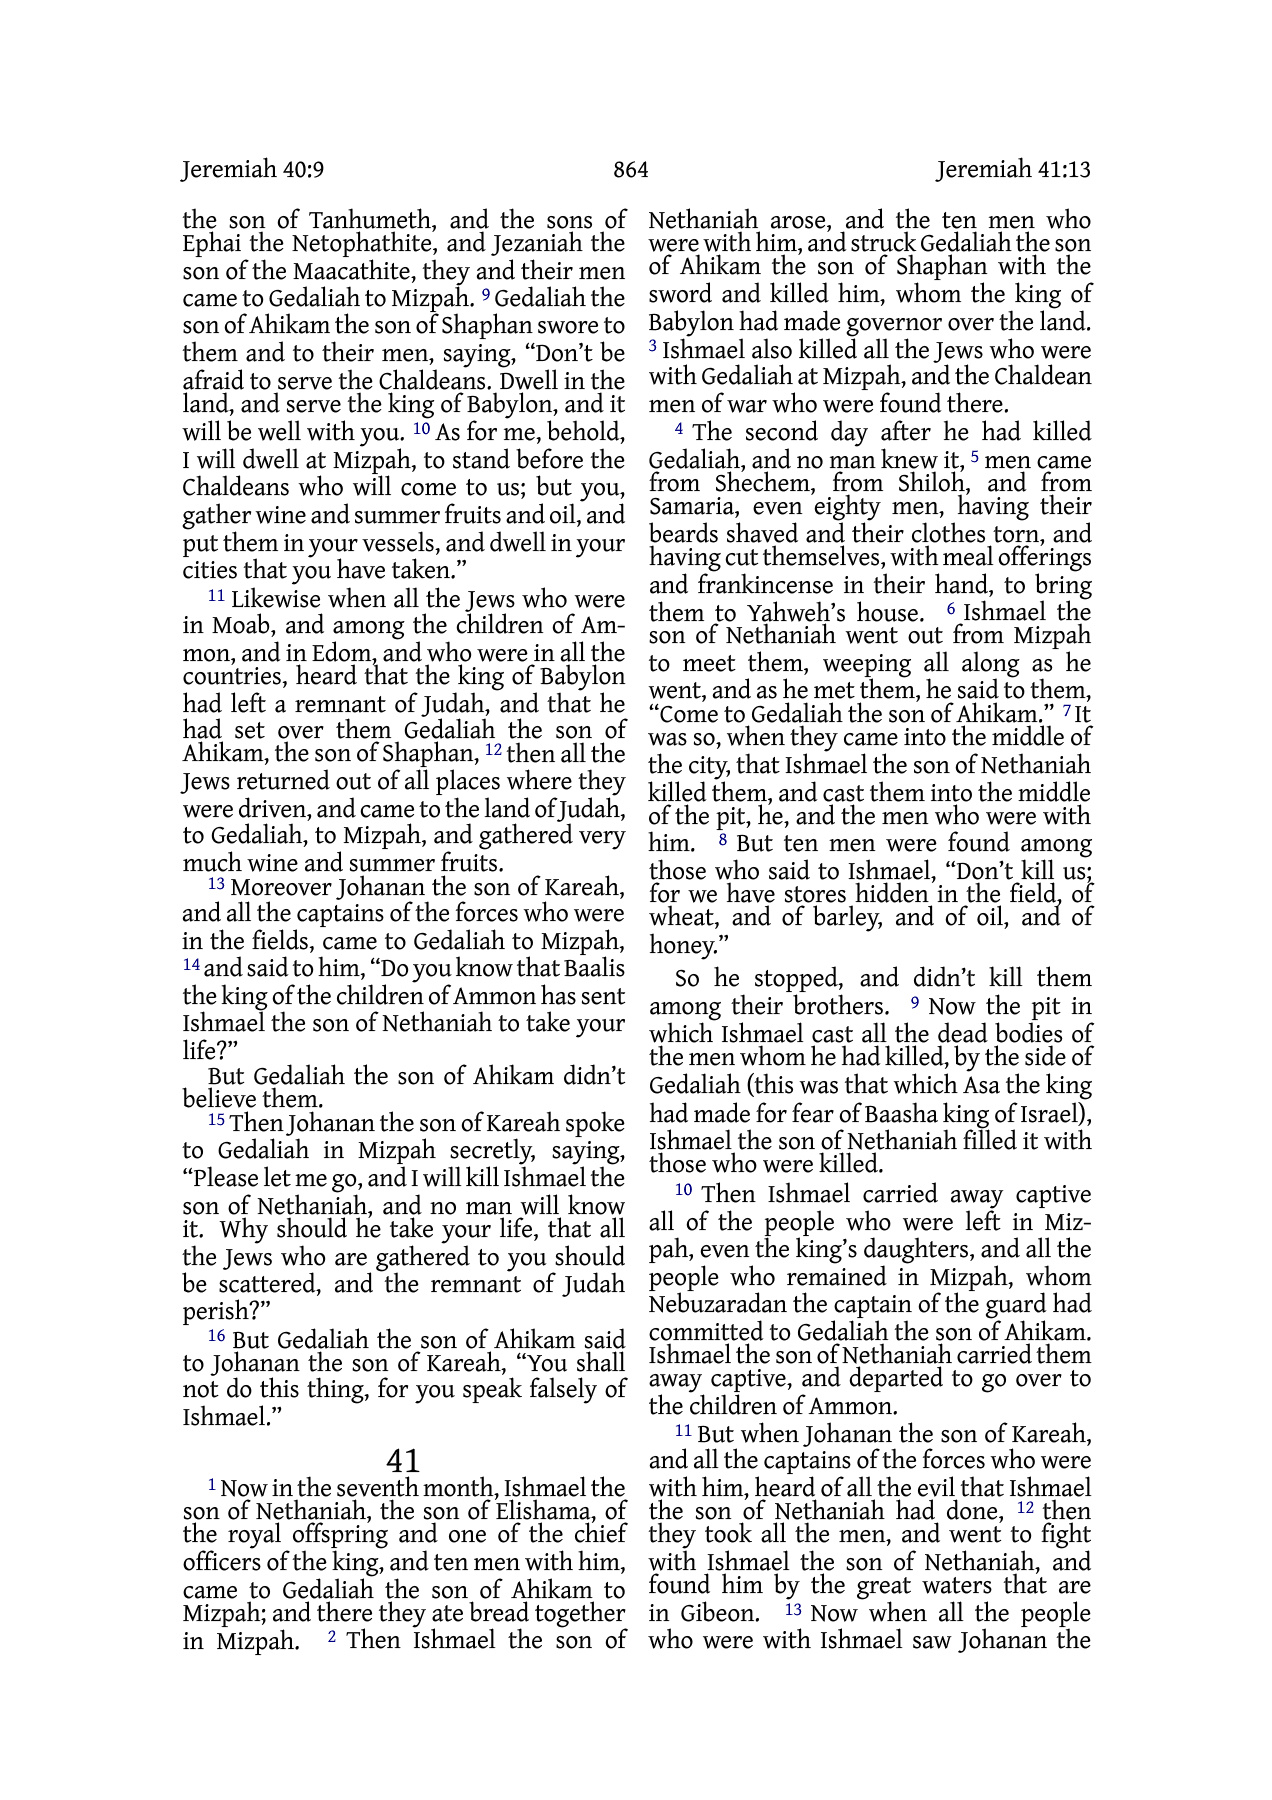 Jeremiah 40:9 864 Jeremiah 41:13
the son of Tanhumeth, and the sons of
Ephai the Netophathite, and Jezaniah the
son of the Maacathite, they and their men
came to Gedaliah to Mizpah. 9 Gedaliah the
son of Ahikam the son of Shaphan swore to
them and to their men, saying, “Don’t be
afraid to serve the Chaldeans. Dwell in the
land, and serve the king of Babylon, and it
will be well with you. 10 As for me, behold,
I will dwell at Mizpah, to stand before the
Chaldeans who will come to us; but you,
gather wine and summer fruits and oil, and
put them in your vessels, and dwell in your
cities that you have taken.”
11 Likewise when all the Jews who were
in Moab, and among the children of Am-
mon, and in Edom, and who were in all the
countries, heard that the king of Babylon
had left a remnant of Judah, and that he
had set over them Gedaliah the son of
Ahikam, the son of Shaphan, 12 then all the
Jews returned out of all places where they
were driven, and came to the land of Judah,
to Gedaliah, to Mizpah, and gathered very
much wine and summer fruits.
13 Moreover Johanan the son of Kareah,
and all the captains of the forces who were
in the fields, came to Gedaliah to Mizpah,
14 and said to him, “Do you know that Baalis
the king of the children of Ammon has sent
Ishmael the son of Nethaniah to take your
life?”
But Gedaliah the son of Ahikam didn’t
believe them.
15 Then Johanan the son of Kareah spoke
to Gedaliah in Mizpah secretly, saying,
“Please let me go, and I will kill Ishmael the
son of Nethaniah, and no man will know
it. Why should he take your life, that all
the Jews who are gathered to you should
be scattered, and the remnant of Judah
perish?”
16 But Gedaliah the son of Ahikam said
to Johanan the son of Kareah, “You shall
not do this thing, for you speak falsely of
Ishmael.”
41
1 Now in the seventh month, Ishmael the
son of Nethaniah, the son of Elishama, of
the royal offspring and one of the chief
officers of the king, and ten men with him,
came to Gedaliah the son of Ahikam to
Mizpah; and there they ate bread together
in Mizpah. 2 Then Ishmael the son of
Nethaniah arose, and the ten men who
were with him, and struck Gedaliah the son
of Ahikam the son of Shaphan with the
sword and killed him, whom the king of
Babylon had made governor over the land.
3 Ishmael also killed all the Jews who were
with Gedaliah at Mizpah, and the Chaldean
men of war who were found there.
4 The second day after he had killed
Gedaliah, and no man knew it, 5 men came
from Shechem, from Shiloh, and from
Samaria, even eighty men, having their
beards shaved and their clothes torn, and
having cut themselves, with meal offerings
and frankincense in their hand, to bring
them to Yahweh’s house. 6 Ishmael the
son of Nethaniah went out from Mizpah
to meet them, weeping all along as he
went, and as he met them, he said to them,
“Come to Gedaliah the son of Ahikam.” 7 It
was so, when they came into the middle of
the city, that Ishmael the son of Nethaniah
killed them, and cast them into the middle
of the pit, he, and the men who were with
him. 8 But ten men were found among
those who said to Ishmael, “Don’t kill us;
for we have stores hidden in the field, of
wheat, and of barley, and of oil, and of
honey.”
So he stopped, and didn’t kill them
among their brothers. 9 Now the pit in
which Ishmael cast all the dead bodies of
the men whom he had killed, by the side of
Gedaliah (this was that which Asa the king
had made for fear of Baasha king of Israel),
Ishmael the son of Nethaniah filled it with
those who were killed.
10 Then Ishmael carried away captive
all of the people who were left in Miz-
pah, even the king’s daughters, and all the
people who remained in Mizpah, whom
Nebuzaradan the captain of the guard had
committed to Gedaliah the son of Ahikam.
Ishmael the son of Nethaniah carried them
away captive, and departed to go over to
the children of Ammon.
11 But when Johanan the son of Kareah,
and all the captains of the forces who were
with him, heard of all the evil that Ishmael
the son of Nethaniah had done, 12 then
they took all the men, and went to fight
with Ishmael the son of Nethaniah, and
found him by the great waters that are
in Gibeon. 13 Now when all the people
who were with Ishmael saw Johanan the